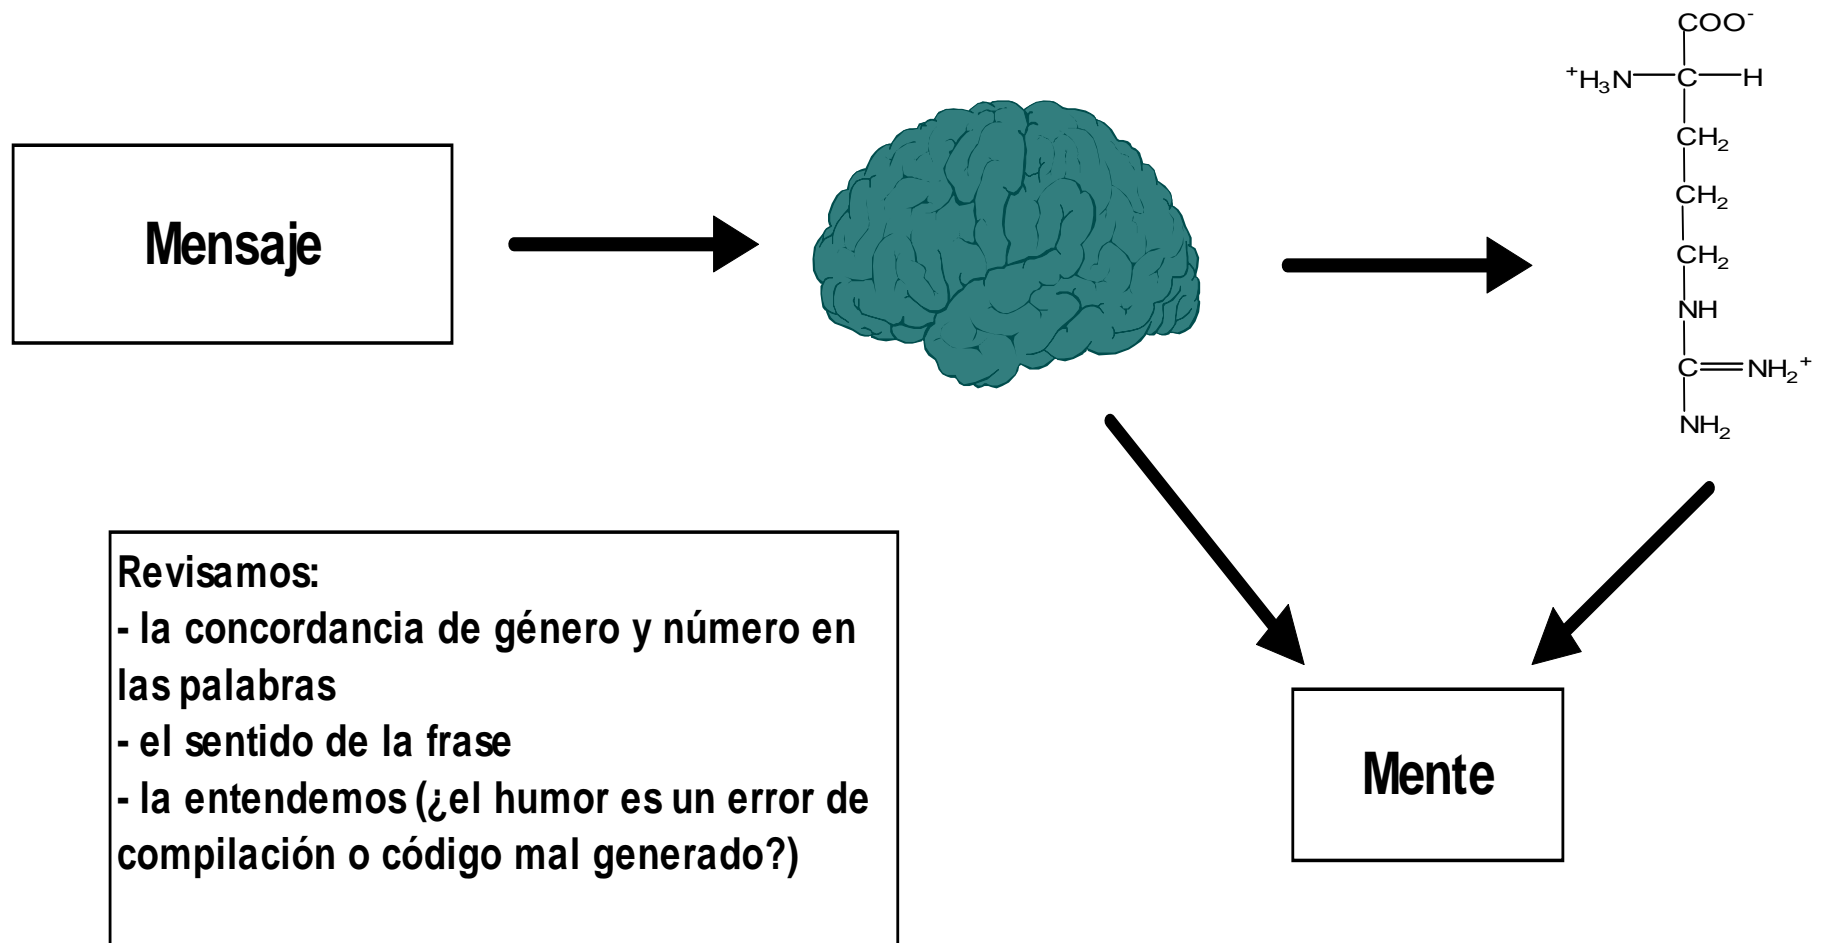 Mensaje
COO⁻
⁺H₃N C H
CH₂
CH₂
CH₂
NH
C NH₂⁺
NH₂
Revisamos:
- la concordancia de género y número en
las palabras
- el sentido de la frase
- la entendemos (¿el humor es un error de
compilación o código mal generado?)
Mente